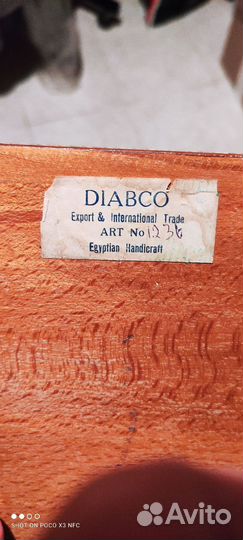 DIABCO
Export & International Trade
ART No 1236
Egyptian Handicraft
SHOT ON POCO X3 NFC
Avito